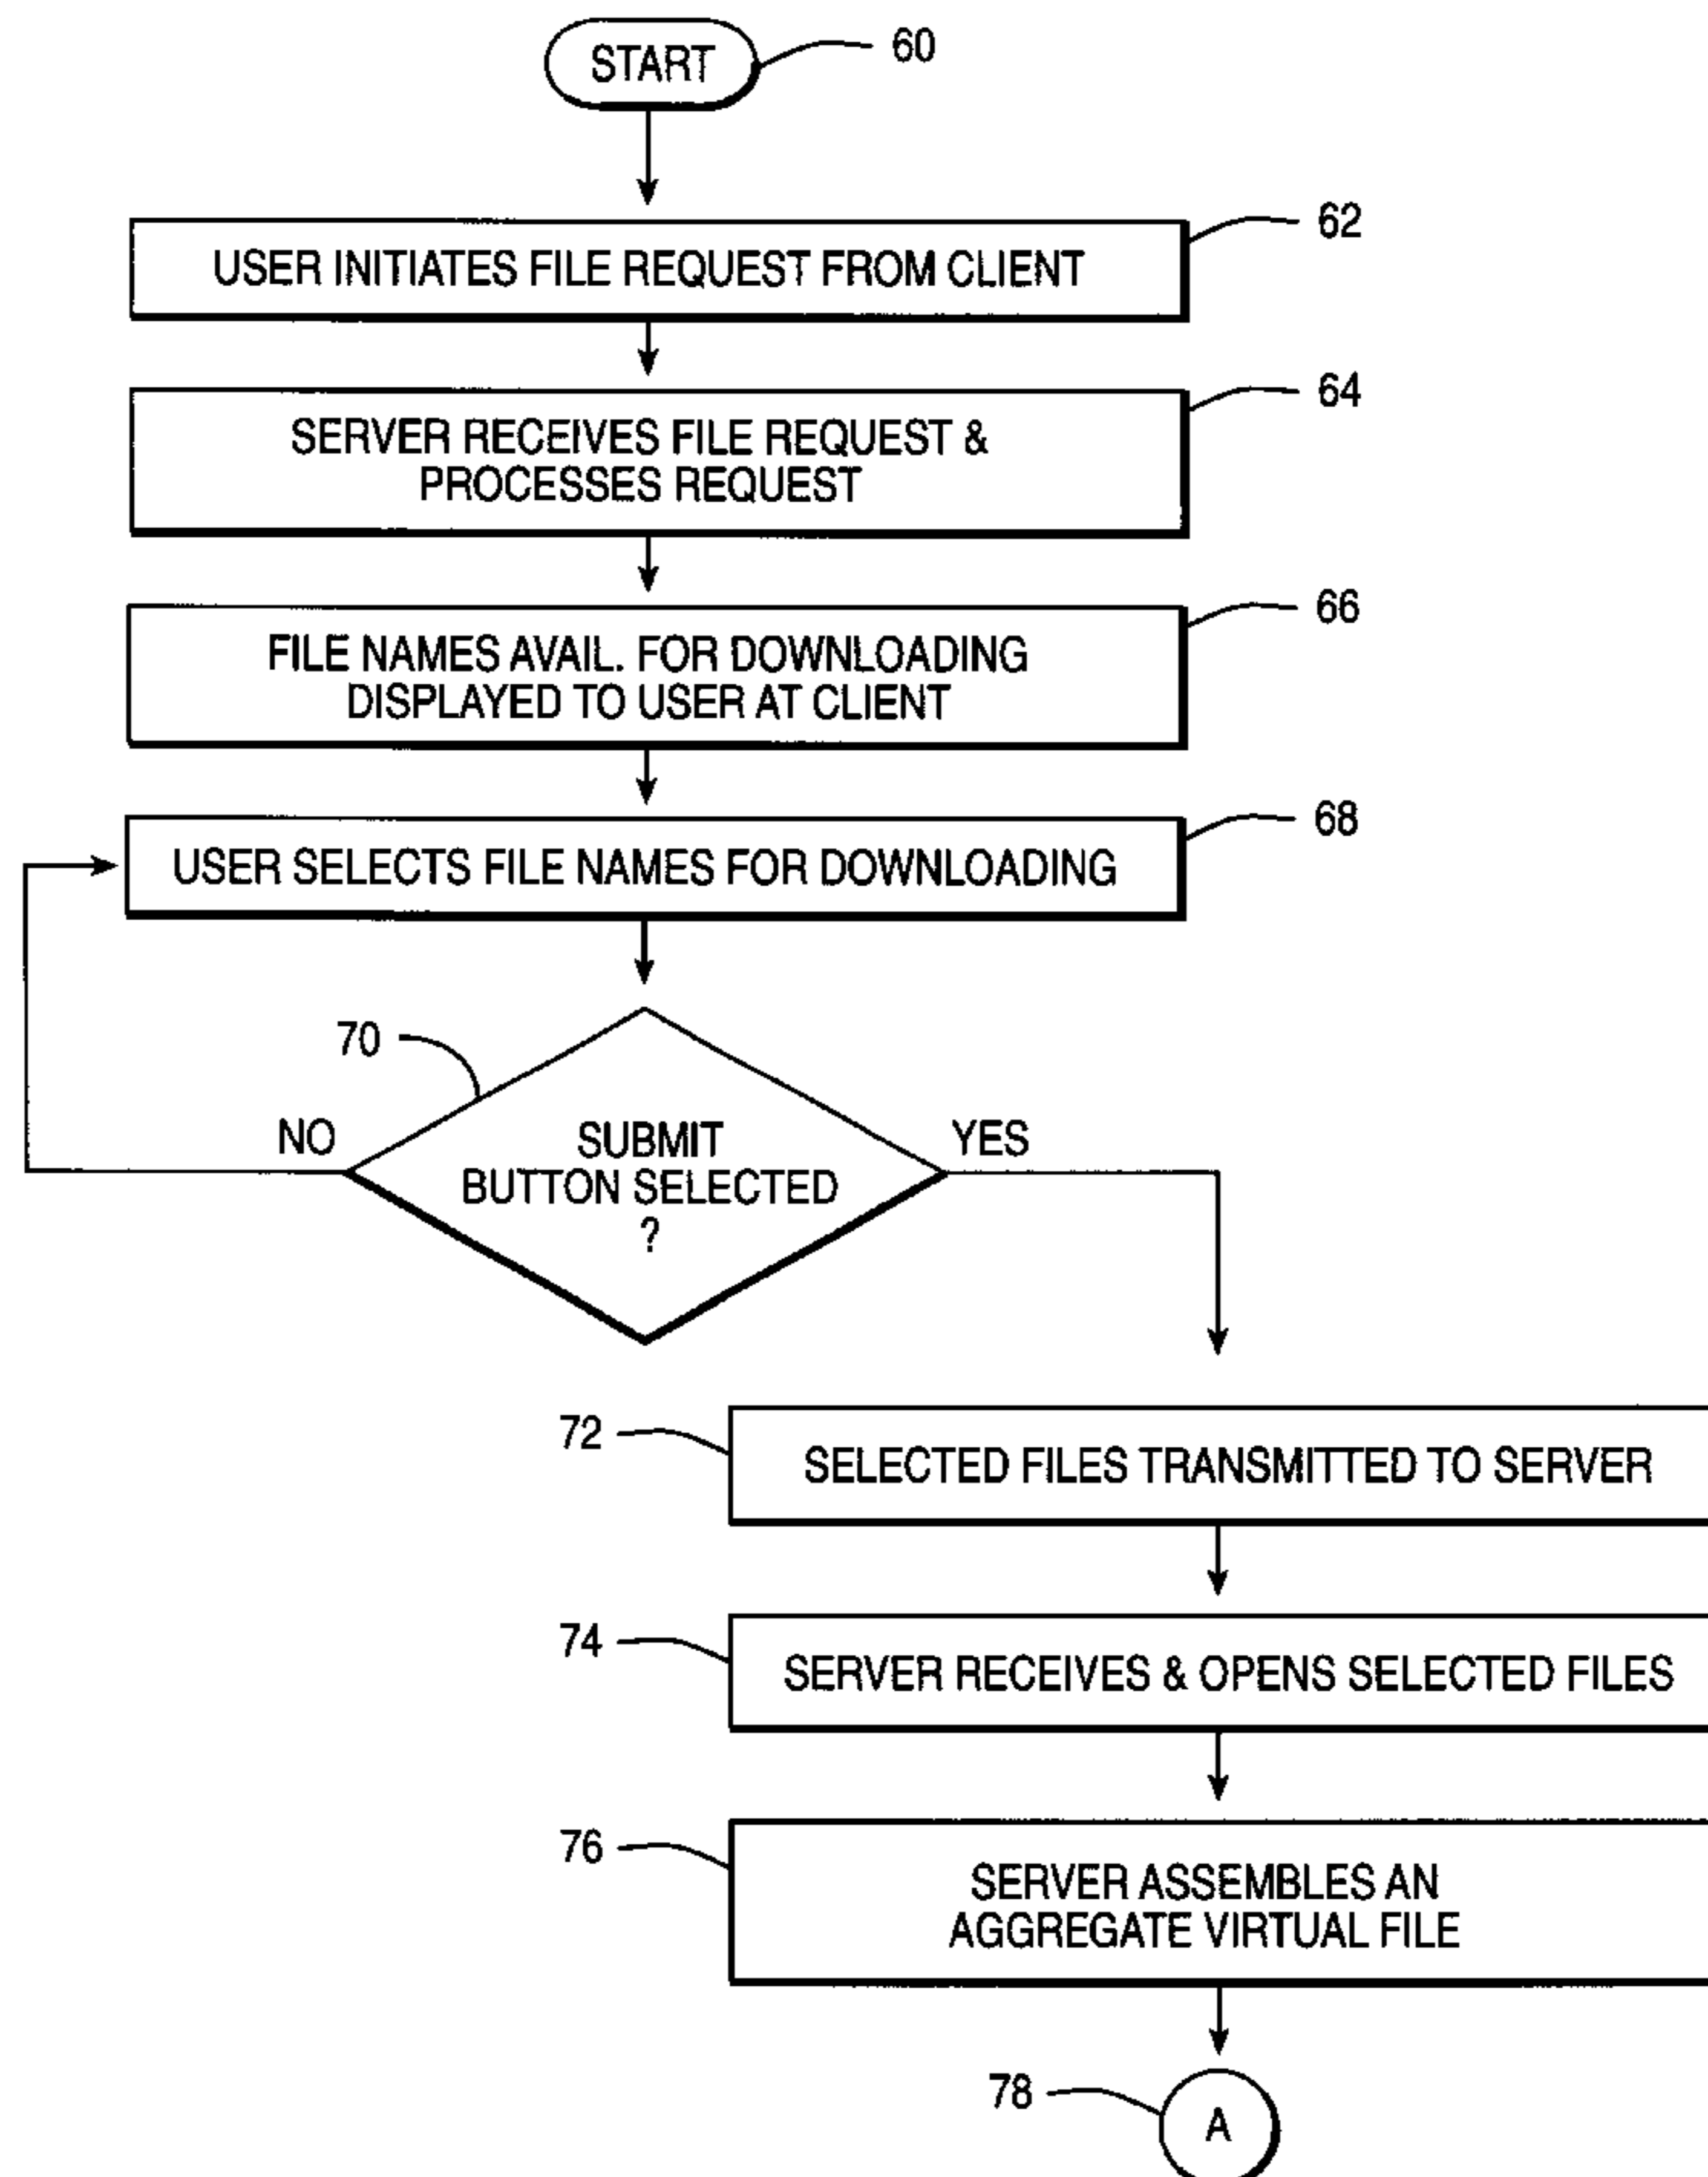 START
60
USER INITIATES FILE REQUEST FROM CLIENT
62
SERVER RECEIVES FILE REQUEST &
PROCESSES REQUEST
64
FILE NAMES AVAIL. FOR DOWNLOADING
DISPLAYED TO USER AT CLIENT
66
USER SELECTS FILE NAMES FOR DOWNLOADING
68
70
NO
SUBMIT
BUTTON SELECTED
?
YES
72
SELECTED FILES TRANSMITTED TO SERVER
74
SERVER RECEIVES & OPENS SELECTED FILES
76
SERVER ASSEMBLES AN
AGGREGATE VIRTUAL FILE
78
A